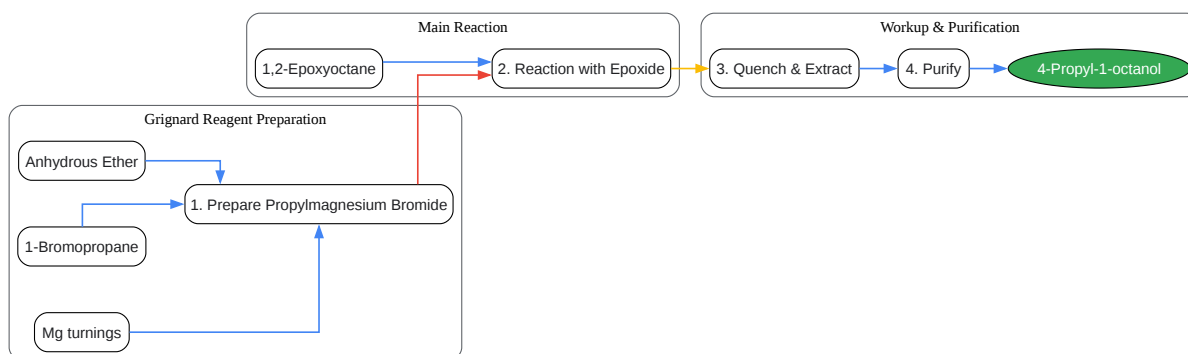 Main Reaction
1,2-Epoxyoctane
2. Reaction with Epoxide
Workup & Purification
3. Quench & Extract
4. Purify
4-Propyl-1-octanol
Grignard Reagent Preparation
Anhydrous Ether
1. Prepare Propylmagnesium Bromide
1-Bromopropane
Mg turnings